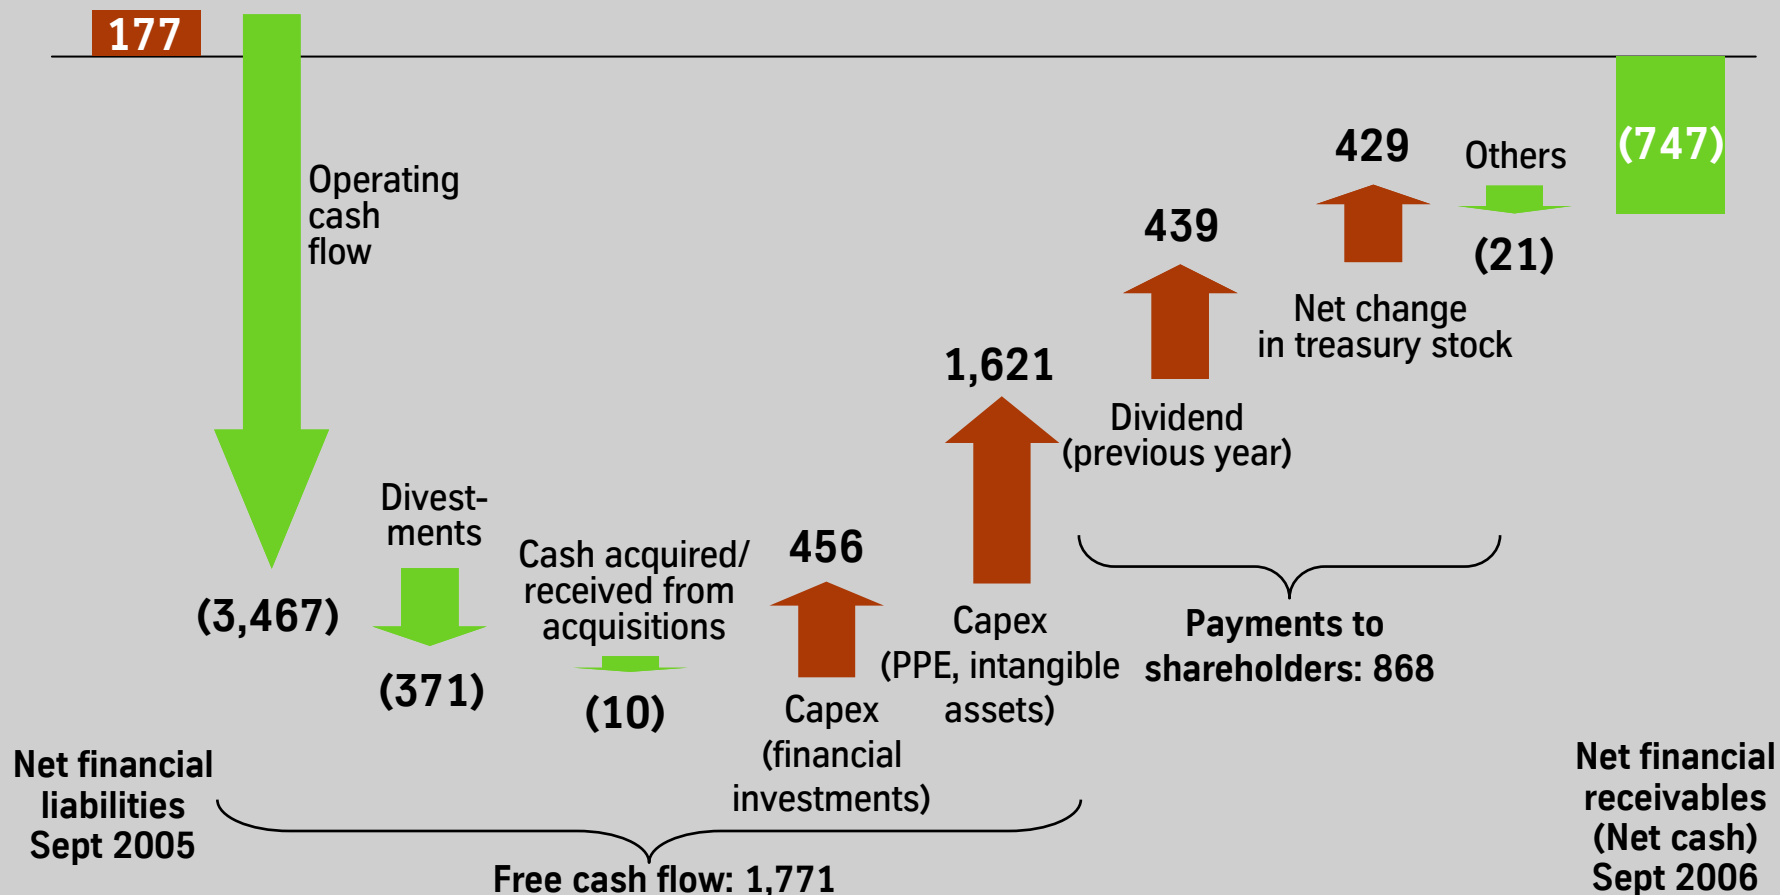 177
Operating
cash
flow
(3,467)
Divest-
ments
(371)
Cash acquired/
received from
acquisitions
(10)
456
Capex
(financial
investments)
1,621
Capex
(PPE, intangible
assets)
439
Dividend
(previous year)
429
Net change
in treasury stock
Others
(21)
(747)
Payments to
shareholders: 868
Net financial
liabilities
Sept 2005
Free cash flow: 1,771
Net financial
receivables
(Net cash)
Sept 2006